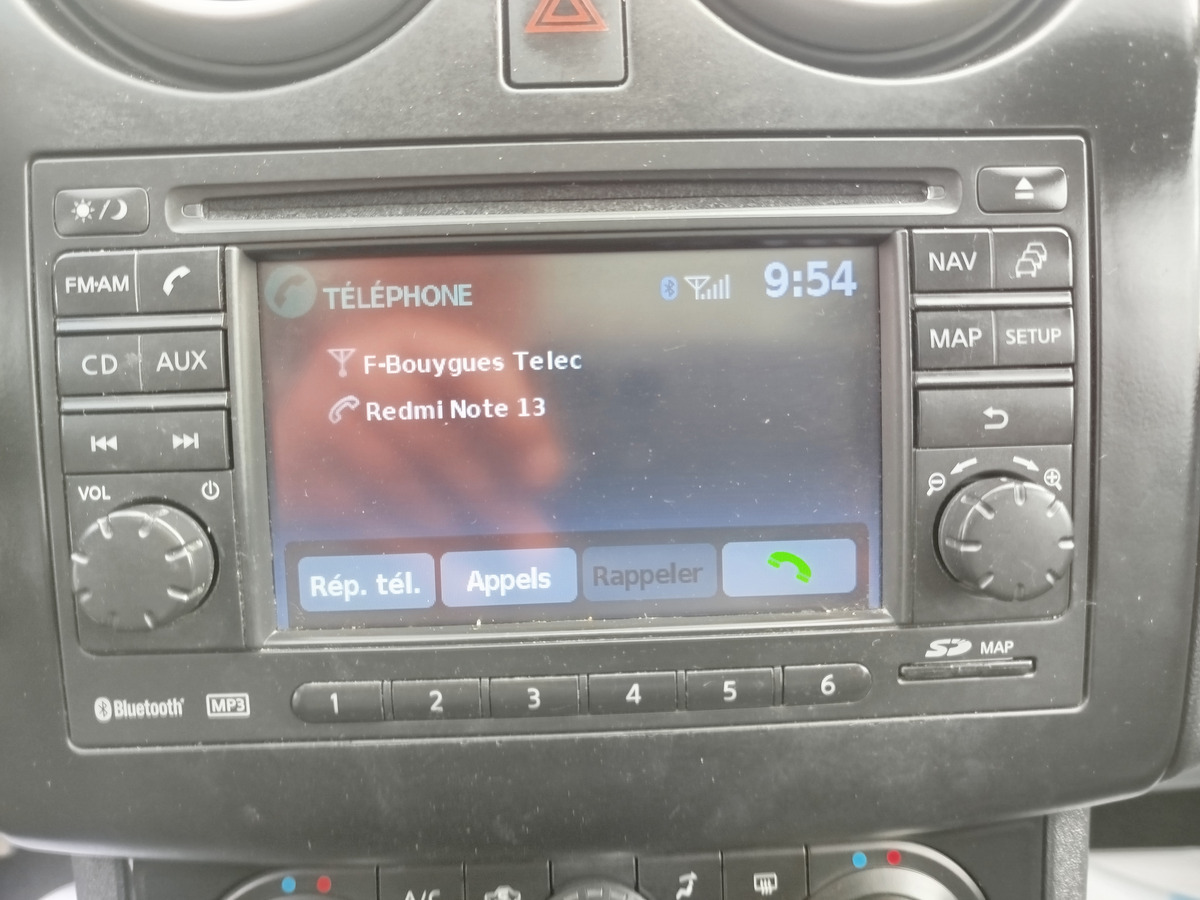 FM·AM
CD
AUX
VOL
TÉLÉPHONE
9:54
F-Bouygues Telec
Redmi Note 13
Rép. tél.
Appels
Rappeler
NAV
MAP
SETUP
SD MAP
Bluetooth
MP3
1 2 3 4 5 6
A/C